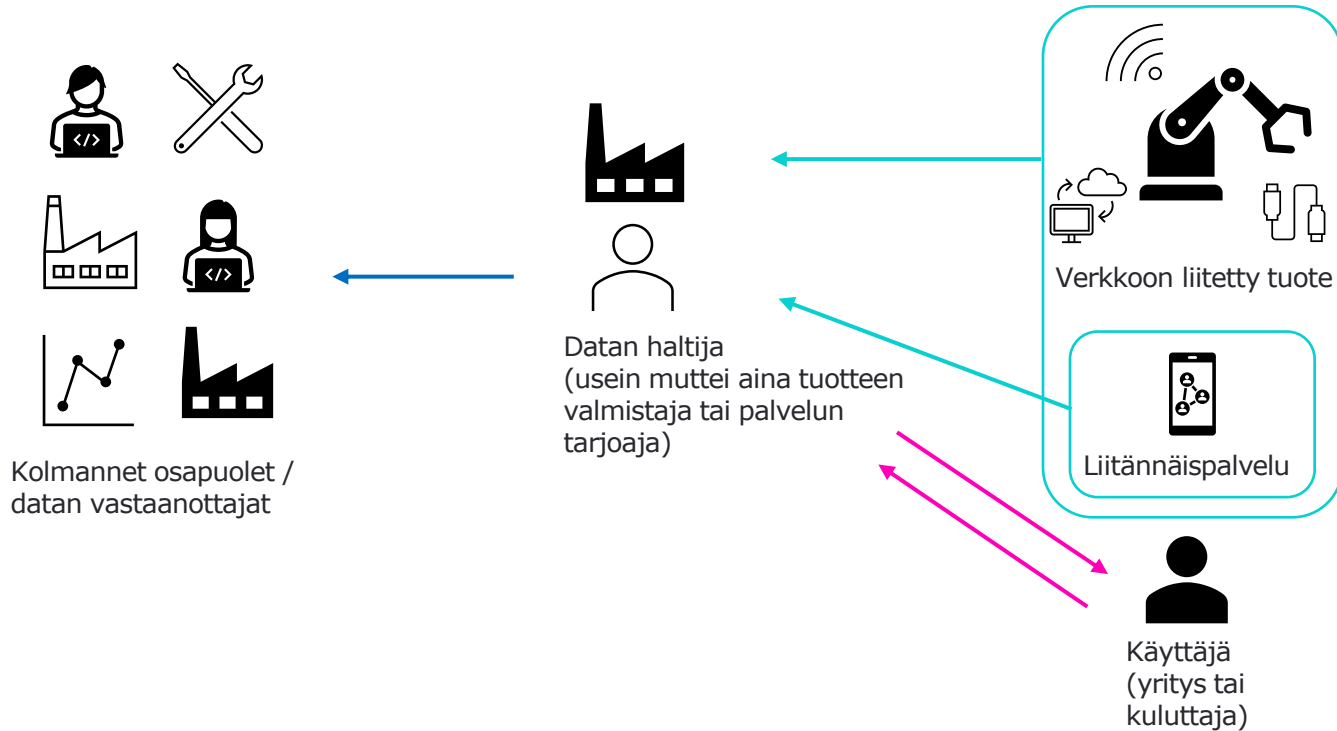 </>
</>
Kolmannet osapuolet /
datan vastaanottajat
Datan haltija
(usein muttei aina tuotteen
valmistaja tai palvelun
tarjoaja)
Verkkoon liitetty tuote
Liitännäispalvelu
Käyttäjä
(yritys tai
kuluttaja)